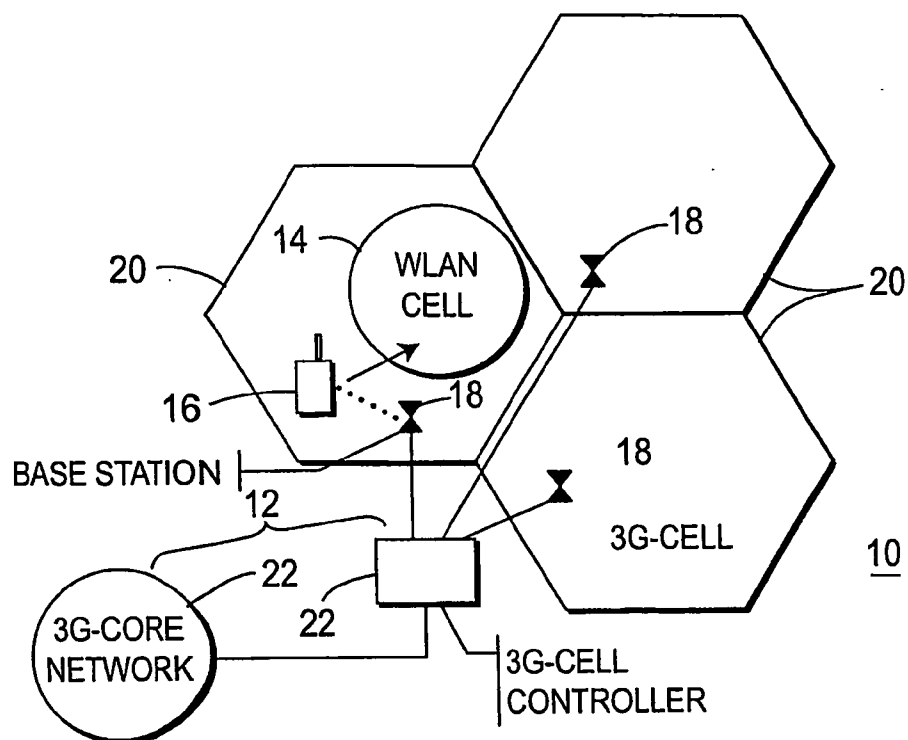 14
WLAN
CELL
18
20
20
16
18
BASE STATION
18
12
3G-CELL
10
22
22
3G-CORE
NETWORK
3G-CELL
CONTROLLER